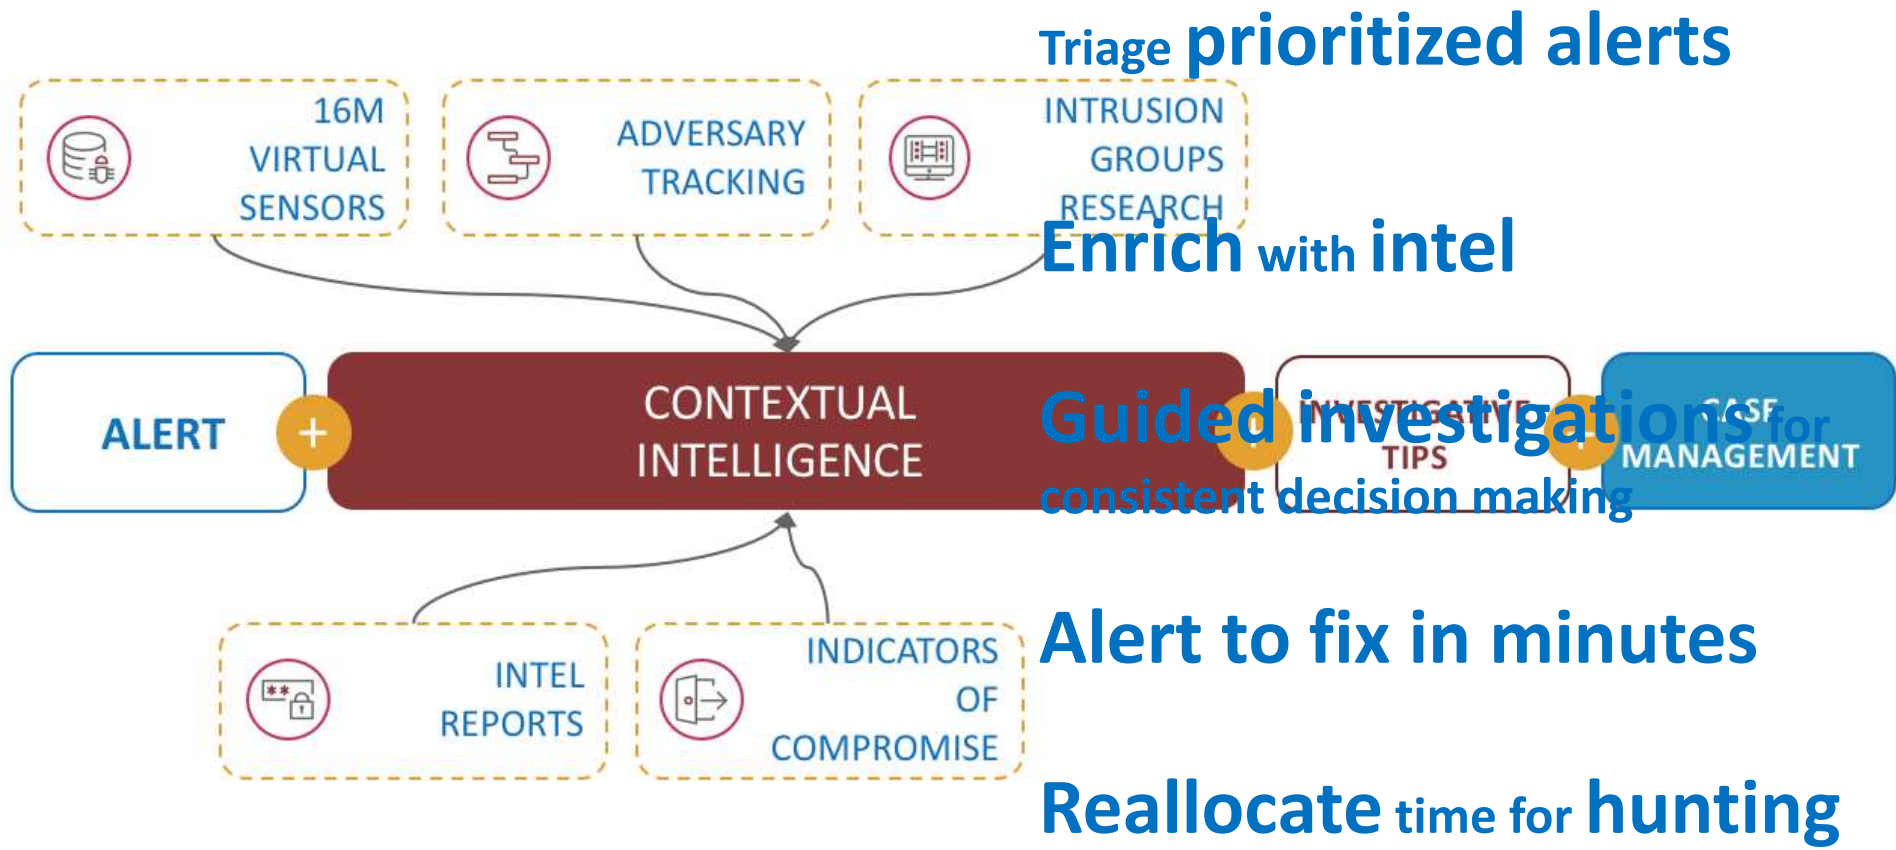 Triage prioritized alerts
16M
VIRTUAL
SENSORS
ADVERSARY
TRACKING
INTRUSION
GROUPS
RESEARCH
Enrich with intel
ALERT
+
CONTEXTUAL
INTELLIGENCE
+
INVESTIGATIVE
TIPS
+
CASE
MANAGEMENT
Guided investigations for
consistent decision making
INTEL
REPORTS
**
INDICATORS
OF
COMPROMISE
Alert to fix in minutes
Reallocate time for hunting